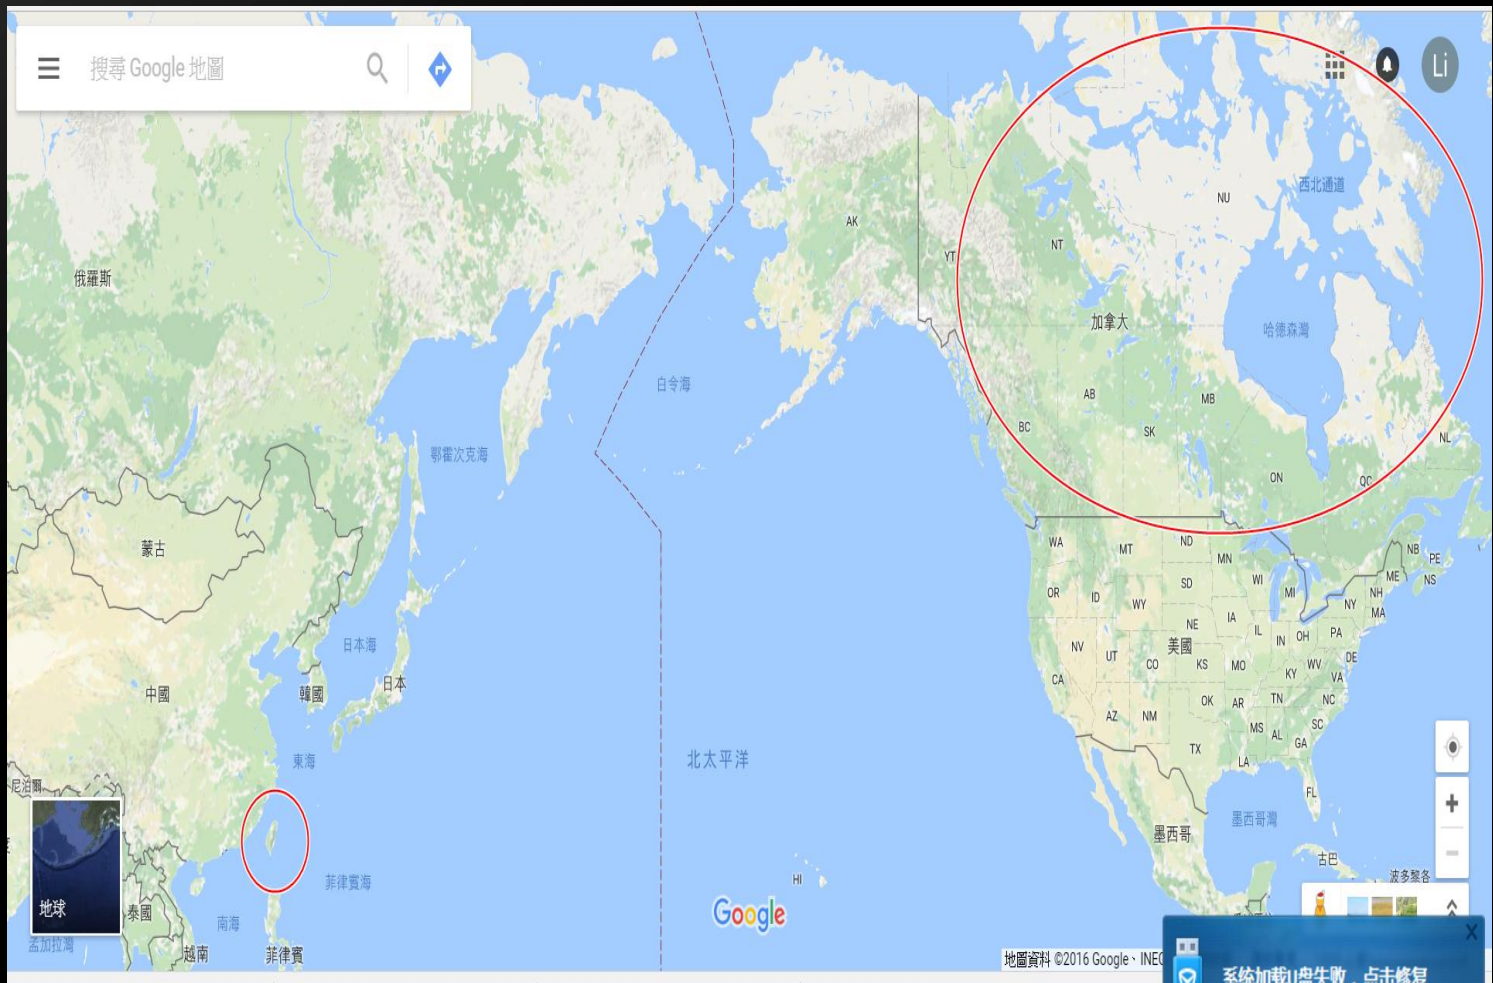 搜尋 Google 地圖
Li
西北通道
NU
AK
NT
YT
俄羅斯
加拿大
哈德森灣
白令海
AB
MB
BC
SK
NL
鄂霍次克海
ON
QC
蒙古
WA
MT
ND
MN
NB
PE
OR
ID
SD
WI
MI
ME
NS
WY
NH
NY
MA
NE
IA
日本海
NV
UT
美國
IL
IN
OH
PA
CO
KS
MO
WV
DE
KY
VA
中國
韓國
日本
CA
OK
AR
TN
NC
AZ
NM
MS
AL
SC
GA
東海
北太平洋
TX
LA
尼泊爾
FL
墨西哥灣
墨西哥
古巴
波多黎各
菲律賓海
HI
地球
泰國
南海
Google
孟加拉灣
越南
菲律賓
地圖資料 ©2016 Google、INEG
X
系统加载U盘失败，点击修复